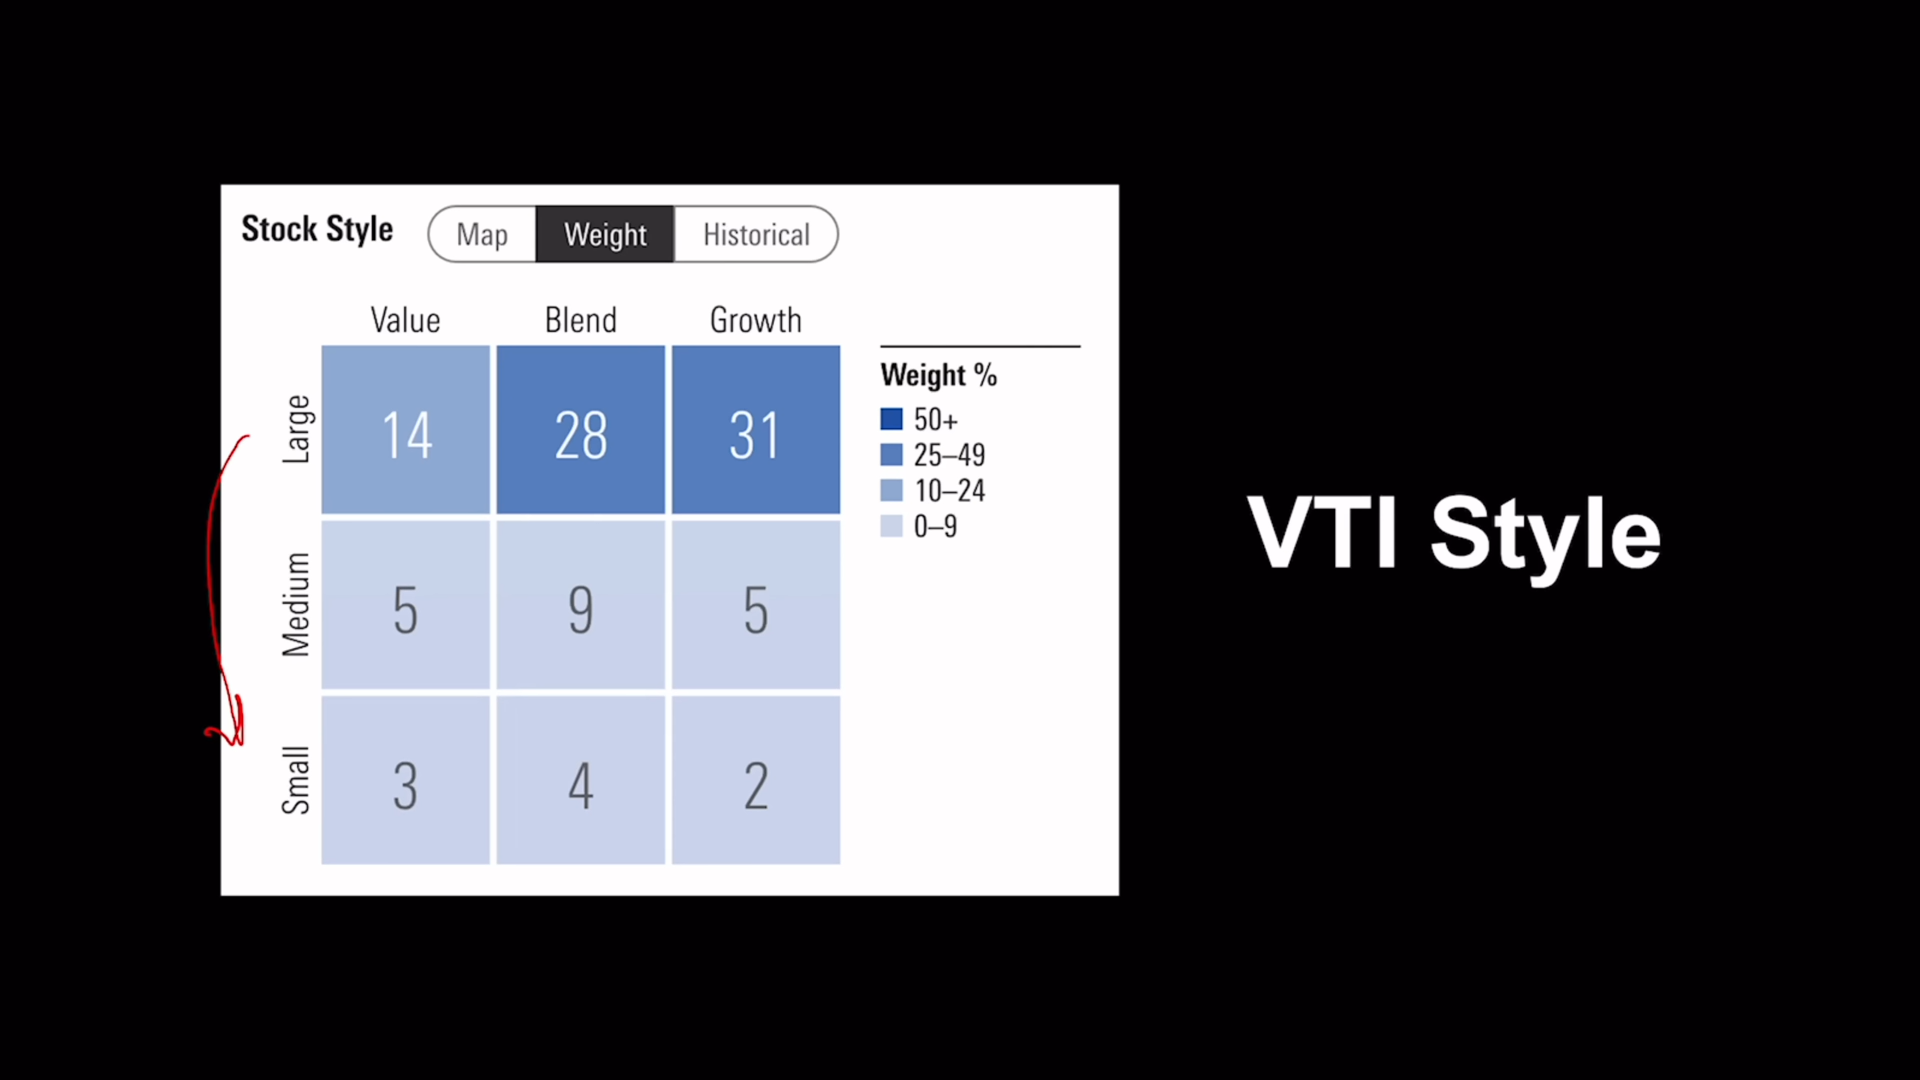 Stock Style
Map Weight Historical
Value Blend Growth
Large 14 28 31
Medium 5 9 5
Small 3 4 2
Weight %
50+
25–49
10–24
0–9
VTI Style